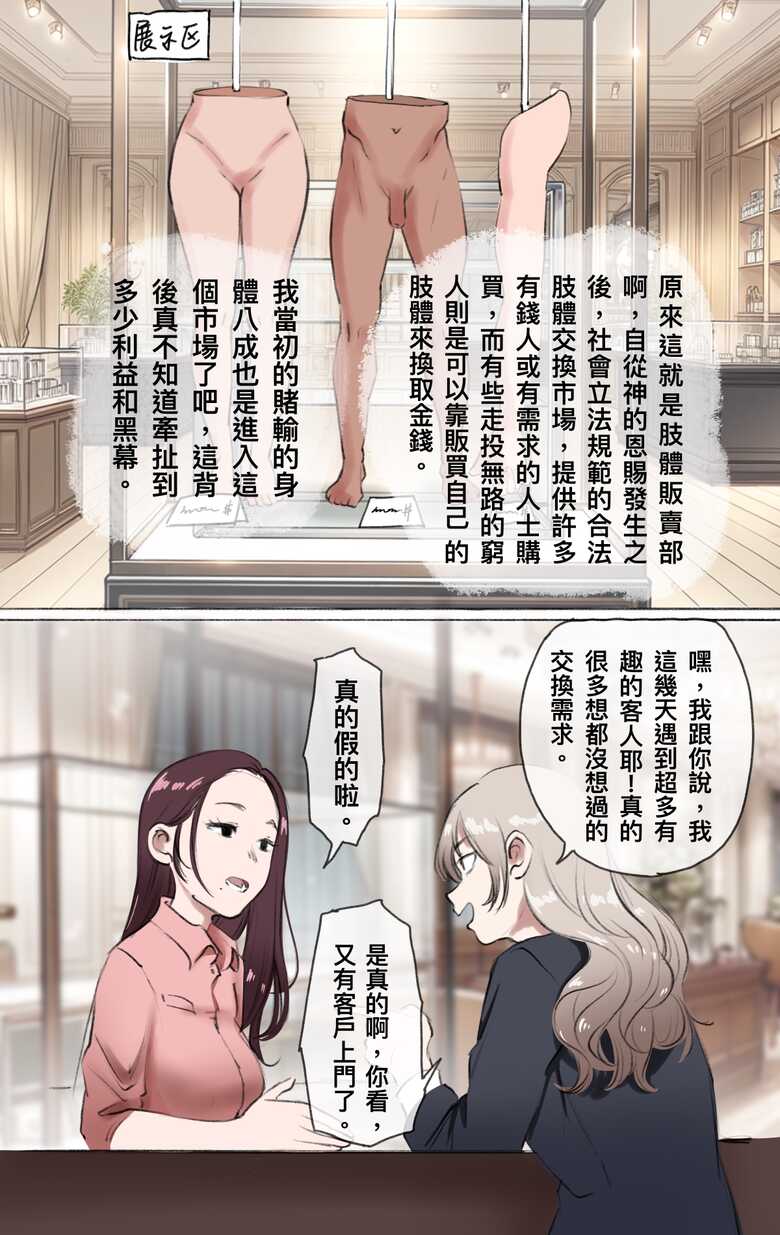 展示区
原來這就是肢體販賣部
啊，自從神的恩賜發生之
後，社會立法規範的合法
肢體交換市場，提供許多
有錢人或有需求的人士購
買，而有些走投無路的窮
人則是可以靠販買自己的
肢體來換取金錢。
我當初的賭輸的身
體八成也是進入這
個市場了吧，這背
後真不知道牽扯到
多少利益和黑幕。
嘿，我跟你說，我
這幾天遇到超多有
趣的客人耶！真的
很多想都沒想過的
交換需求。
真的假的啦。
是真的啊，你看，
又有客戶上門了。